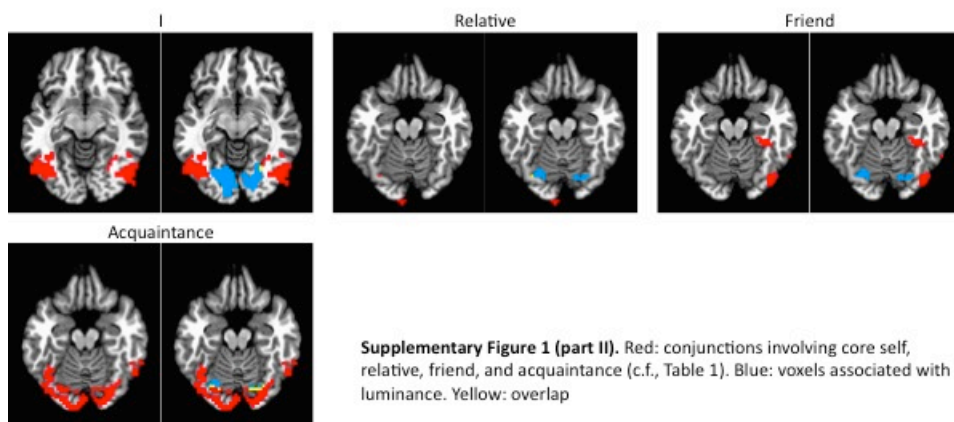 I
Relative
Friend
Acquaintance
Supplementary Figure 1 (part II). Red: conjunctions involving core self,
relative, friend, and acquaintance (c.f., Table 1). Blue: voxels associated with
luminance. Yellow: overlap